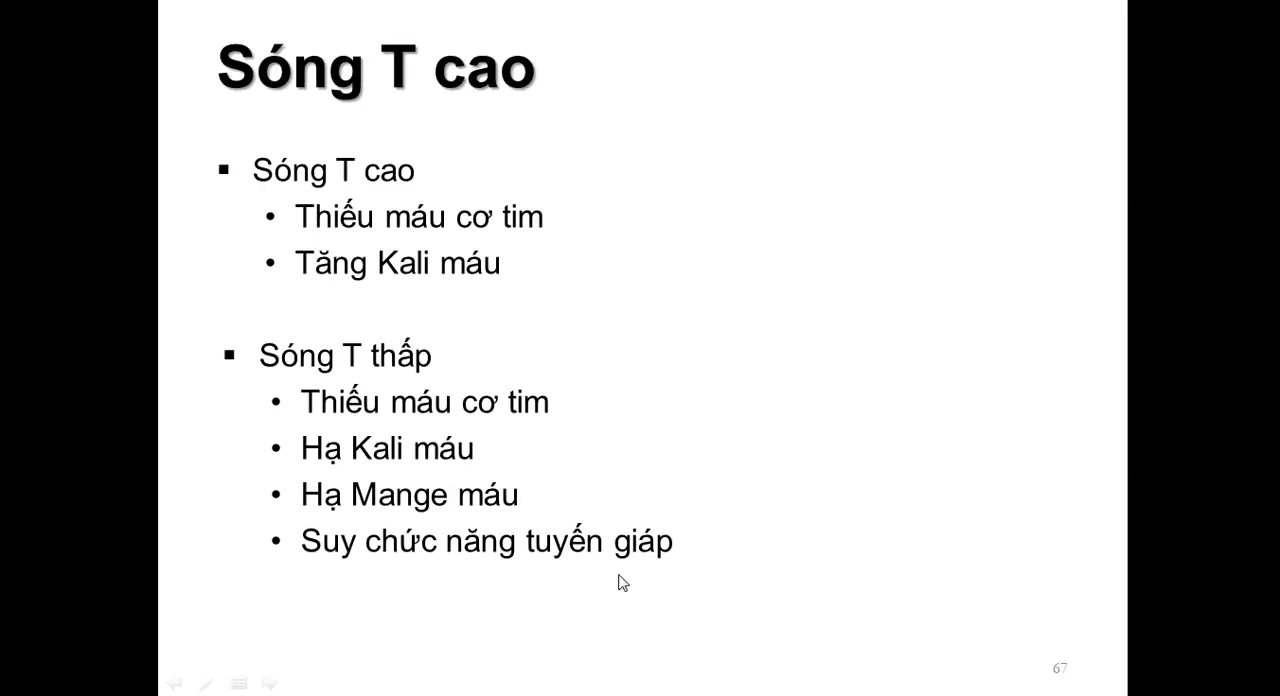 Sóng T cao
▪ Sóng T cao
• Thiếu máu cơ tim
• Tăng Kali máu
▪ Sóng T thấp
• Thiếu máu cơ tim
• Hạ Kali máu
• Hạ Mange máu
• Suy chức năng tuyến giáp
67